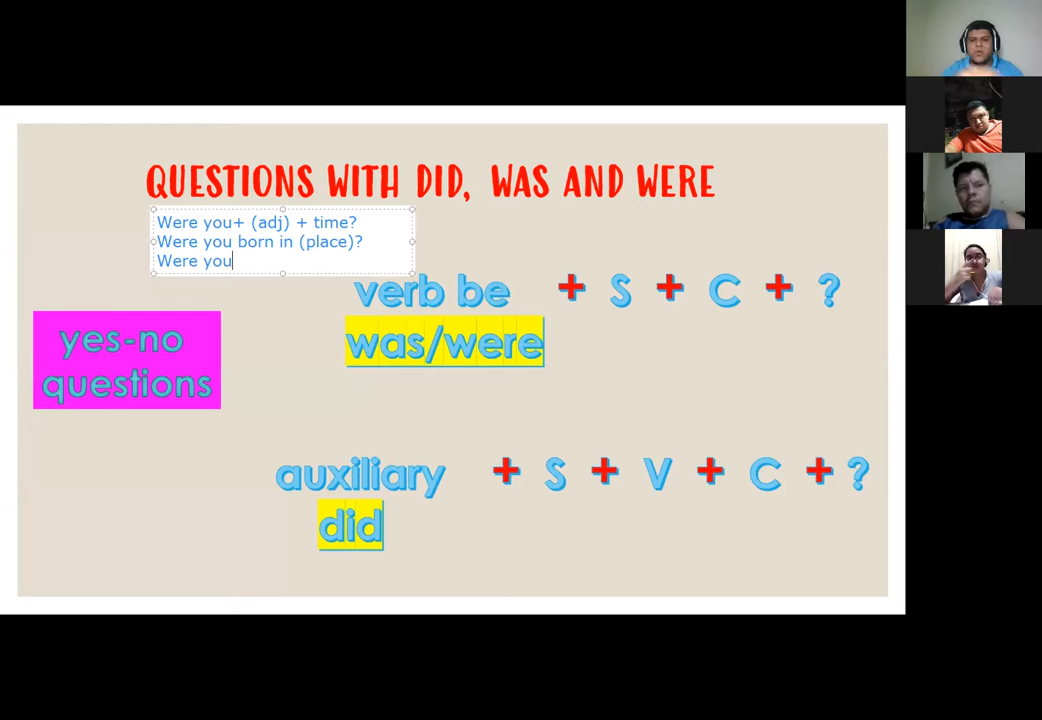 QUESTIONS WITH DID, WAS AND WERE
Were you+ (adj) + time?
Were you born in (place)?
Were you
verb be + S + C + ?
was/were
yes-no
questions
auxiliary + S + V + C + ?
did